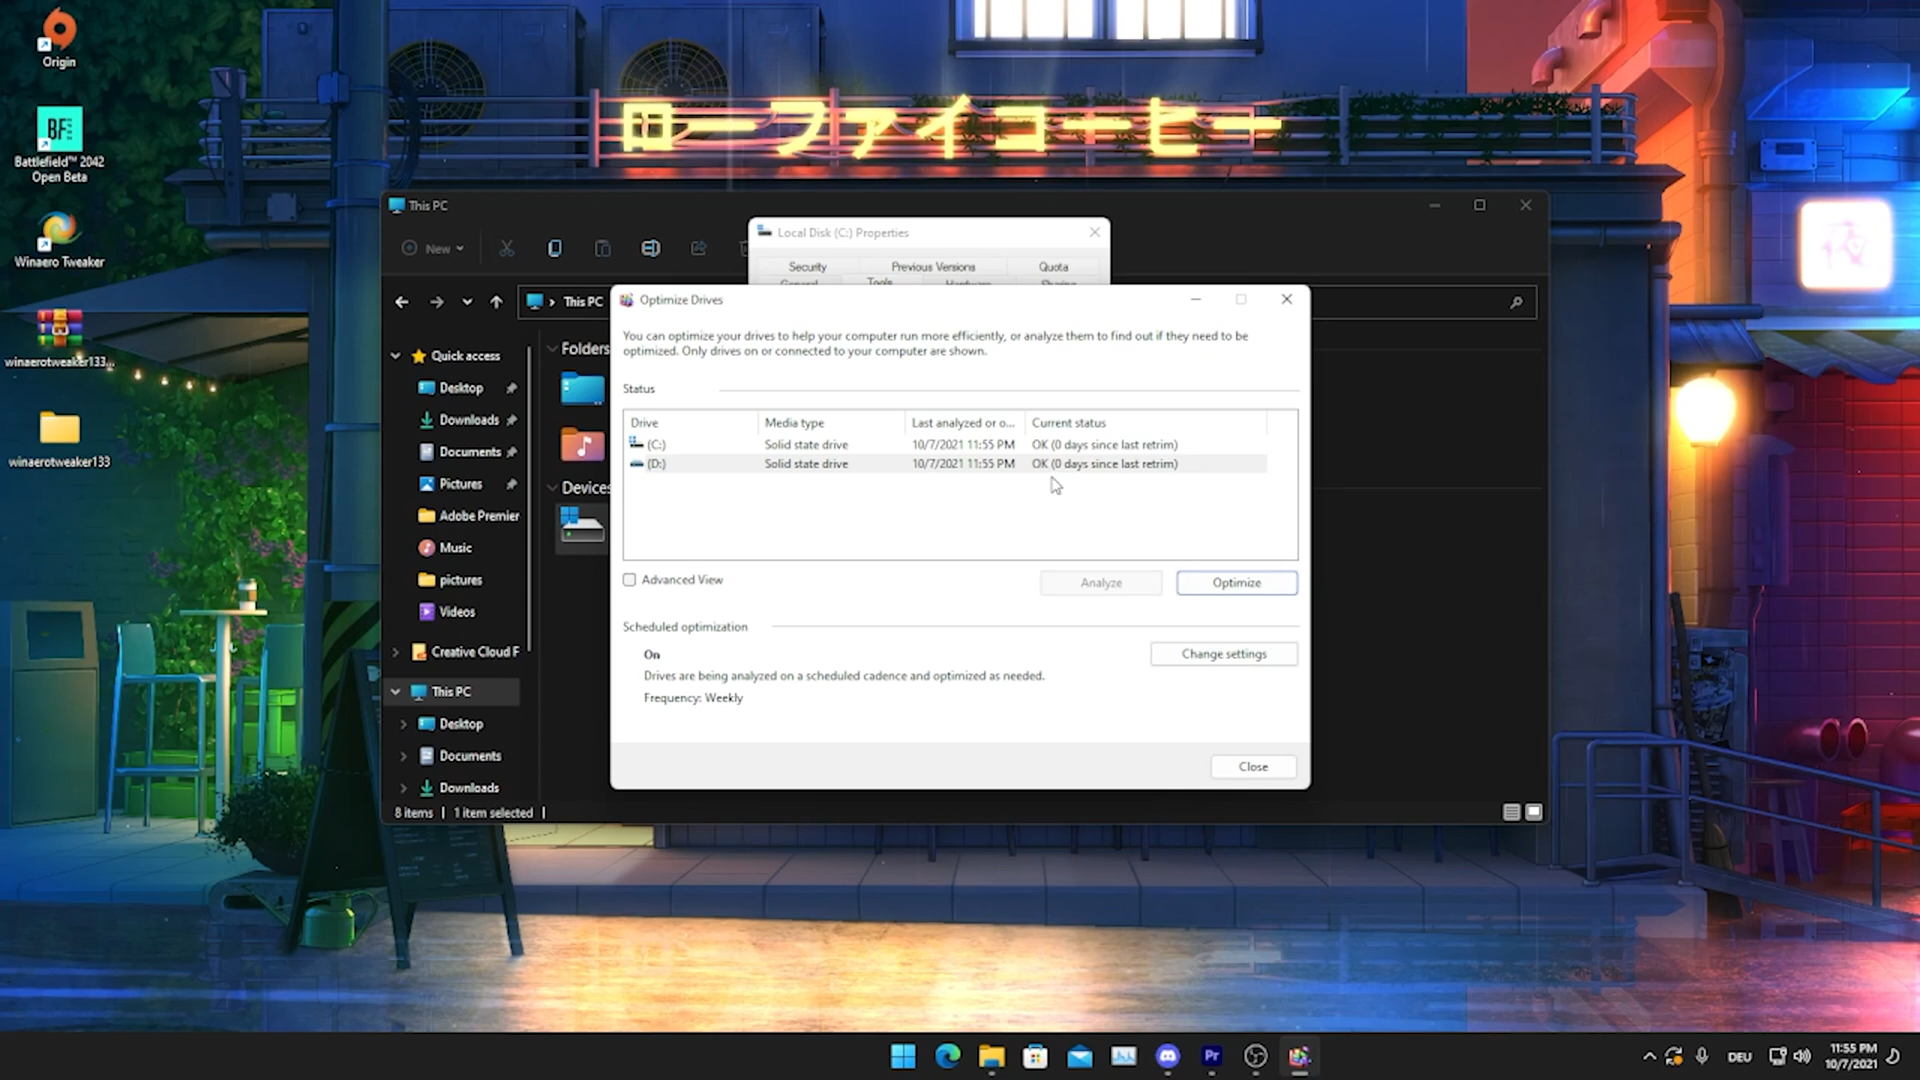 Origin
BF
Battlefield™ 2042
Open Beta
Winaero Tweaker
winaerotweaker133...
winaerotweaker133
ローファイコーヒー
夜
This PC
New
This PC
Quick access
Desktop
Downloads
Documents
Pictures
Adobe Premier
Music
pictures
Videos
Creative Cloud F
This PC
Desktop
Documents
Downloads
8 items
1 item selected
Folders
Devices
Local Disk (C:) Properties
Security
Previous Versions
Quota
General
Tools
Hardware
Sharing
Optimize Drives
You can optimize your drives to help your computer run more efficiently, or analyze them to find out if they need to be
optimized. Only drives on or connected to your computer are shown.
Status
Drive Media type Last analyzed or o... Current status
(C:) Solid state drive 10/7/2021 11:55 PM OK (0 days since last retrim)
(D:) Solid state drive 10/7/2021 11:55 PM OK (0 days since last retrim)
Advanced View
Analyze
Optimize
Scheduled optimization
On
Change settings
Drives are being analyzed on a scheduled cadence and optimized as needed.
Frequency: Weekly
Close
Pr
DEU
11:55 PM
10/7/2021